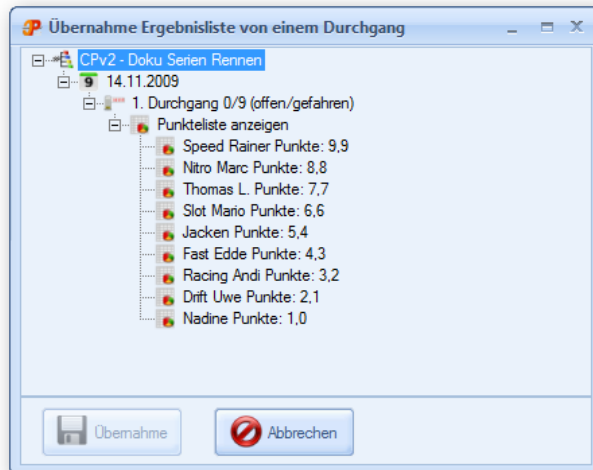 Übernahme Ergebnisliste von einem Durchgang
CPv2 - Doku Serien Rennen
9 14.11.2009
1. Durchgang 0/9 (offen/gefahren)
Punkteliste anzeigen
Speed Rainer Punkte: 9,9
Nitro Marc Punkte: 8,8
Thomas L. Punkte: 7,7
Slot Mario Punkte: 6,6
Jacken Punkte: 5,4
Fast Edde Punkte: 4,3
Racing Andi Punkte: 3,2
Drift Uwe Punkte: 2,1
Nadine Punkte: 1,0
Übernahme Abbrechen